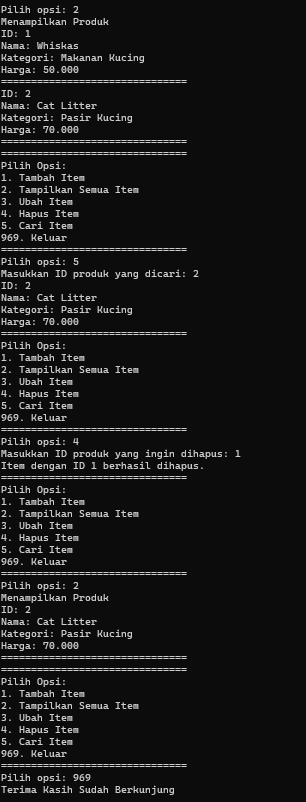 Pilih opsi: 2
Menampilkan Produk
ID: 1
Nama: Whiskas
Kategori: Makanan Kucing
Harga: 50.000
===============================
ID: 2
Nama: Cat Litter
Kategori: Pasir Kucing
Harga: 70.000
===============================
===============================
Pilih Opsi:
1. Tambah Item
2. Tampilkan Semua Item
3. Ubah Item
4. Hapus Item
5. Cari Item
969. Keluar
===============================
Pilih opsi: 5
Masukkan ID produk yang dicari: 2
ID: 2
Nama: Cat Litter
Kategori: Pasir Kucing
Harga: 70.000
===============================
Pilih Opsi:
1. Tambah Item
2. Tampilkan Semua Item
3. Ubah Item
4. Hapus Item
5. Cari Item
969. Keluar
===============================
Pilih opsi: 4
Masukkan ID produk yang ingin dihapus: 1
Item dengan ID 1 berhasil dihapus.
===============================
Pilih Opsi:
1. Tambah Item
2. Tampilkan Semua Item
3. Ubah Item
4. Hapus Item
5. Cari Item
969. Keluar
===============================
Pilih opsi: 2
Menampilkan Produk
ID: 2
Nama: Cat Litter
Kategori: Pasir Kucing
Harga: 70.000
===============================
===============================
Pilih Opsi:
1. Tambah Item
2. Tampilkan Semua Item
3. Ubah Item
4. Hapus Item
5. Cari Item
969. Keluar
===============================
Pilih opsi: 969
Terima Kasih Sudah Berkunjung